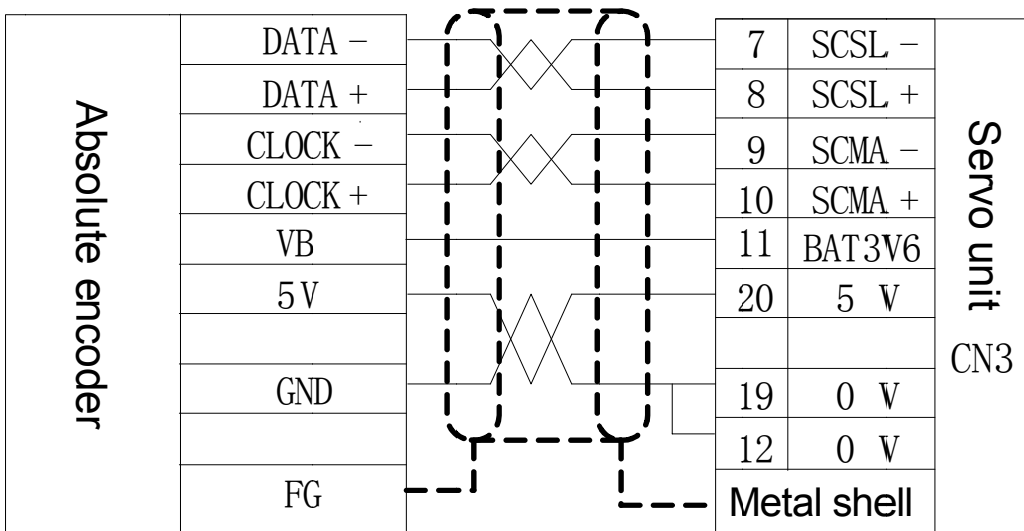 Absolute encoder
DATA - 7 SCSL -
DATA + 8 SCSL +
CLOCK - 9 SCMA -
CLOCK + 10 SCMA +
VB 11 BAT3V6
5V 20 5 V
GND 19 0 V
12 0 V
FG Metal shell
Servo unit
CN3